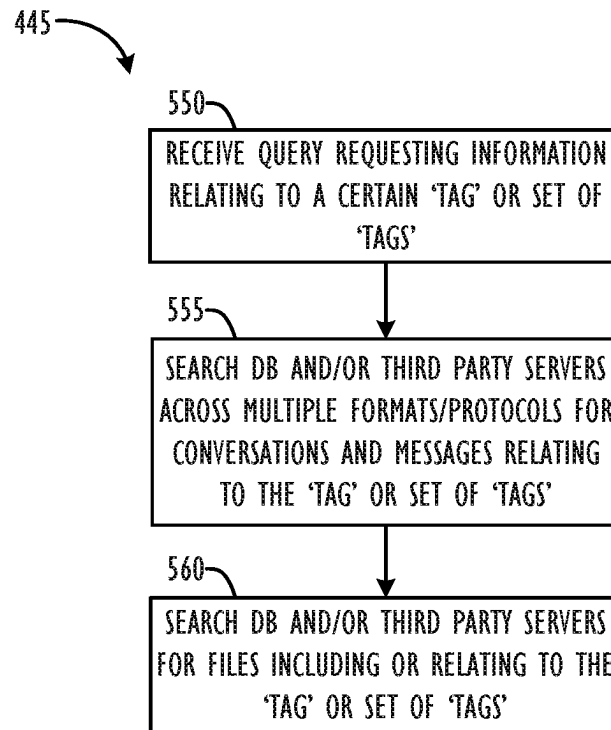 445
550
RECEIVE QUERY REQUESTING INFORMATION
RELATING TO A CERTAIN ‘TAG’ OR SET OF
‘TAGS’
555
SEARCH DB AND/OR THIRD PARTY SERVERS
ACROSS MULTIPLE FORMATS/PROTOCOLS FOR
CONVERSATIONS AND MESSAGES RELATING
TO THE ‘TAG’ OR SET OF ‘TAGS’
560
SEARCH DB AND/OR THIRD PARTY SERVERS
FOR FILES INCLUDING OR RELATING TO THE
‘TAG’ OR SET OF ‘TAGS’